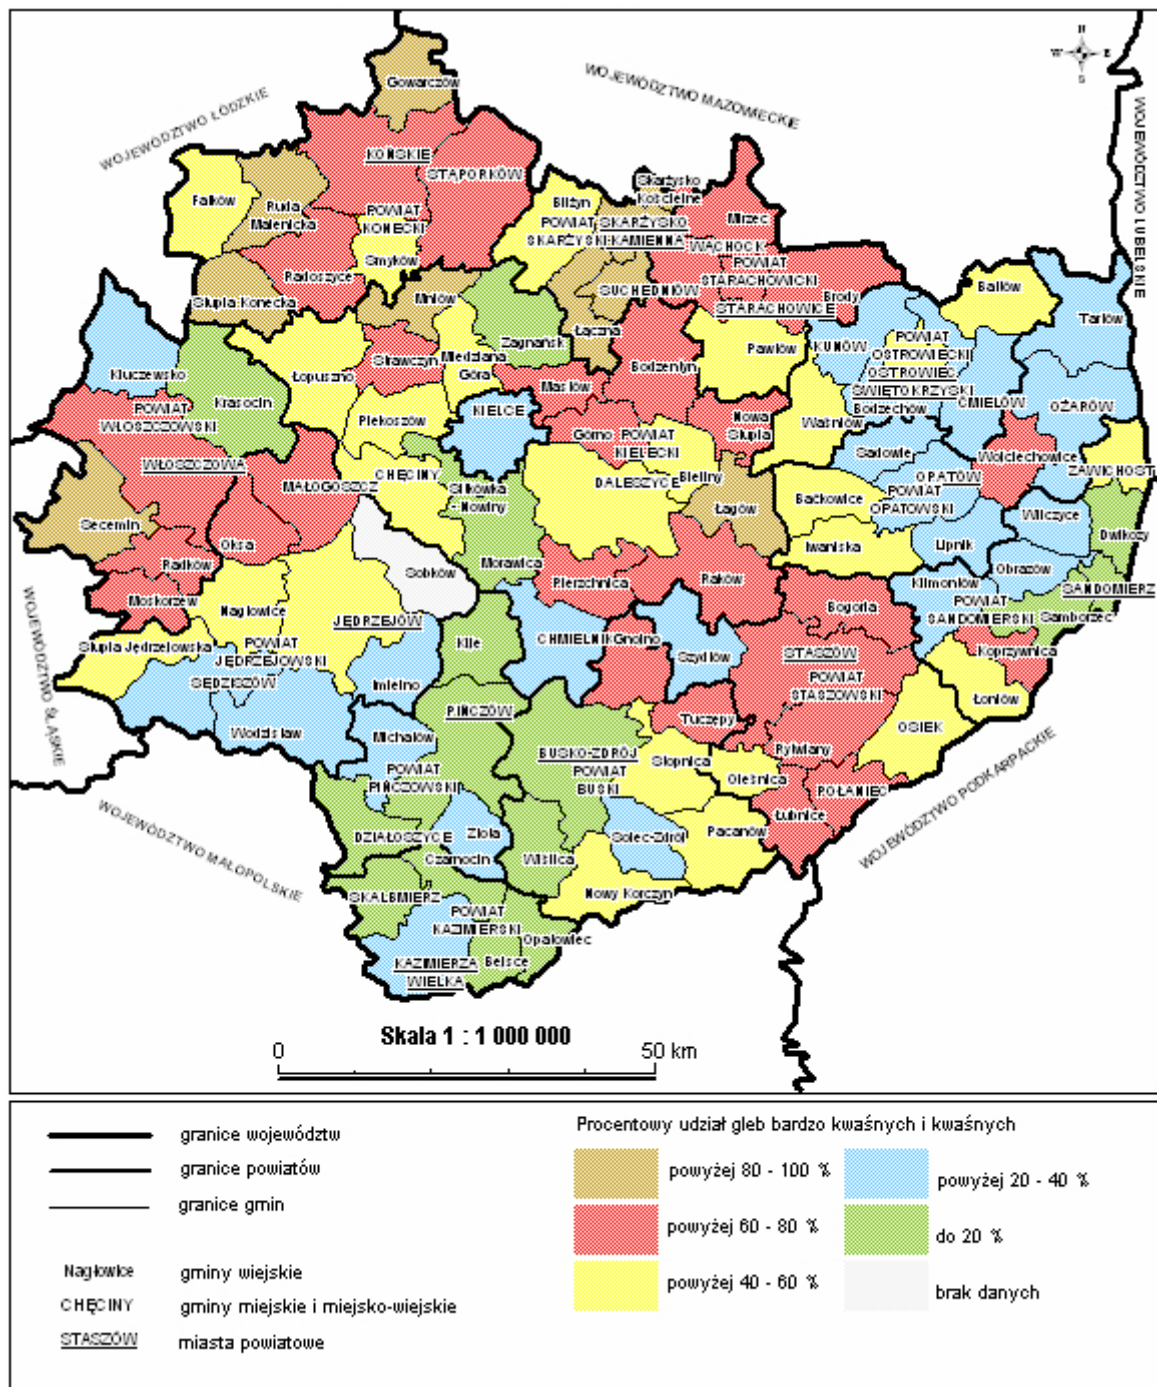 N
W E
S
WOJEWÓDZTWO ŁÓDZKIE
WOJEWÓDZTWO MAZOWIECKIE
WOJEWÓDZTWO LUBELSKIE
Gowarczów
KOŃSKIE
STĄPORKÓW
Fałków
Ruda
Malenicka
POWIAT
KONECKI
Smyków
Radoszyce
Słupia Konecka
Bliżyn
POWIAT
SKARŻYSKI
Skarżysko
Kościelne
SKARŻYSKO
-KAMIENNA
Mirzec
WĄCHOCK
POWIAT
STARACHOWICKI
STARACHOWICE
Brody
SUCHEDNIÓW
Łączna
Mniów
Zagnańsk
Strawczyn
Miedziana
Góra
Łopuszno
Piekoszów
KIELCE
Masłów
Bodzentyn
Pawłów
KUNÓW
POWIAT
OSTROWIECKI
OSTROWIEC
ŚWIĘTOKRZYSKI
Bodzechów
ĆMIELÓW
Bałtów
Tarłów
OŻARÓW
Kluczewsko
Krasocin
POWIAT
WŁOSZCZOWSKI
WŁOSZCZOWA
MAŁOGOSZCZ
CHĘCINY
Sitkówka
- Nowiny
Górno
POWIAT
KIELECKI
Nowa
Słupia
Waśniów
Sadowie
OPATÓW
POWIAT
OPATOWSKI
Wojciechowice
ZAWICHOST
DALESZYCE
Bieliny
Łagów
Baćkowice
Iwaniska
Lipnik
Wilczyce
Dwikozy
Obrazów
SANDOMIERZ
Secemin
Oksa
Radków
Moskorzew
Sobków
Morawica
Pierzchnica
Raków
Bogoria
Klimontów
POWIAT
SANDOMIERSKI
Samborzec
Koprzywnica
Łoniów
Nagłowice
JĘDRZEJÓW
POWIAT
JĘDRZEJOWSKI
Słupia Jędrzejowska
SĘDZISZÓW
Wodzisław
Imielno
Kije
CHMIELNIK
Gnojno
Szydłów
STASZÓW
POWIAT
STASZOWSKI
OSIEK
Rytwiany
POŁANIEC
Łubnice
Tuczępy
Oleśnica
PIŃCZÓW
Michałów
POWIAT
PIŃCZOWSKI
DZIAŁOSZYCE
Złota
Czarnocin
BUSKO-ZDRÓJ
POWIAT
BUSKI
Stopnica
Solec-Zdrój
Pacanów
Wiślica
Nowy Korczyn
SKALBMIERZ
POWIAT
KAZIMIERSKI
KAZIMIERZA
WIELKA
Bejsce
Opatowiec
WOJEWÓDZTWO ŚLĄSKIE
WOJEWÓDZTWO MAŁOPOLSKIE
WOJEWÓDZTWO PODKARPACKIE
Skala 1 : 1 000 000
0 50 km
granice województw
granice powiatów
granice gmin
Nagłowice gminy wiejskie
CHĘCINY gminy miejskie i miejsko-wiejskie
STASZÓW miasta powiatowe
Procentowy udział gleb bardzo kwaśnych i kwaśnych
powyżej 80 - 100 %
powyżej 60 - 80 %
powyżej 40 - 60 %
powyżej 20 - 40 %
do 20 %
brak danych